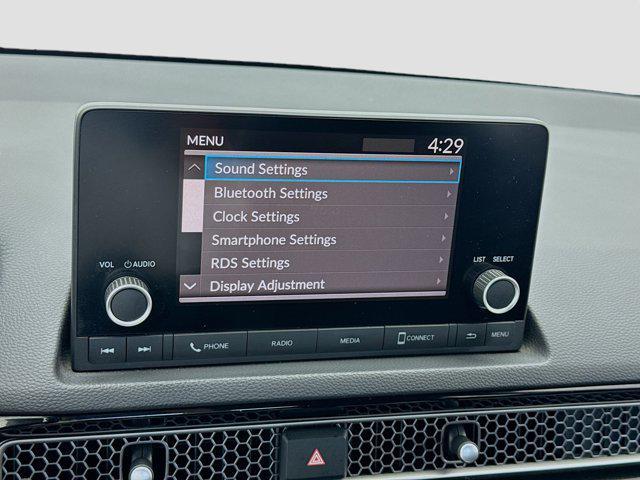 MENU 4:29
Sound Settings
Bluetooth Settings
Clock Settings
Smartphone Settings
RDS Settings
Display Adjustment
VOL AUDIO
LIST SELECT
PHONE RADIO MEDIA CONNECT MENU